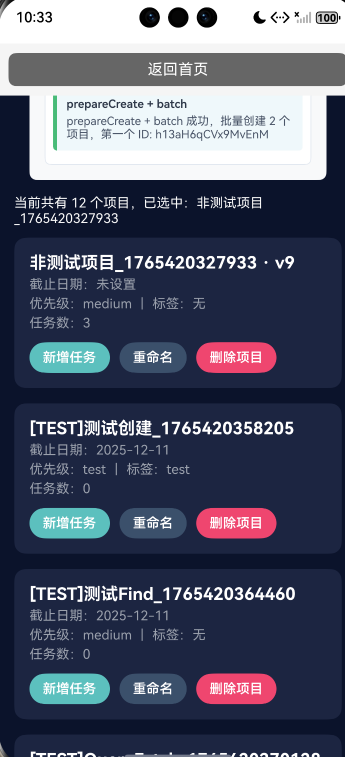 10:33
100
返回首页
prepareCreate + batch
prepareCreate + batch 成功，批量创建 2 个
项目，第一个 ID: h13aH6qCVx9MvEnM
当前共有 12 个项目，已选中：非测试项目
_1765420327933
非测试项目_1765420327933 · v9
截止日期：未设置
优先级：medium ｜ 标签：无
任务数：3
新增任务 重命名 删除项目
[TEST]测试创建_1765420358205
截止日期：2025-12-11
优先级：test ｜ 标签：test
任务数：0
新增任务 重命名 删除项目
[TEST]测试Find_1765420364460
截止日期：2025-12-11
优先级：medium ｜ 标签：无
任务数：0
新增任务 重命名 删除项目